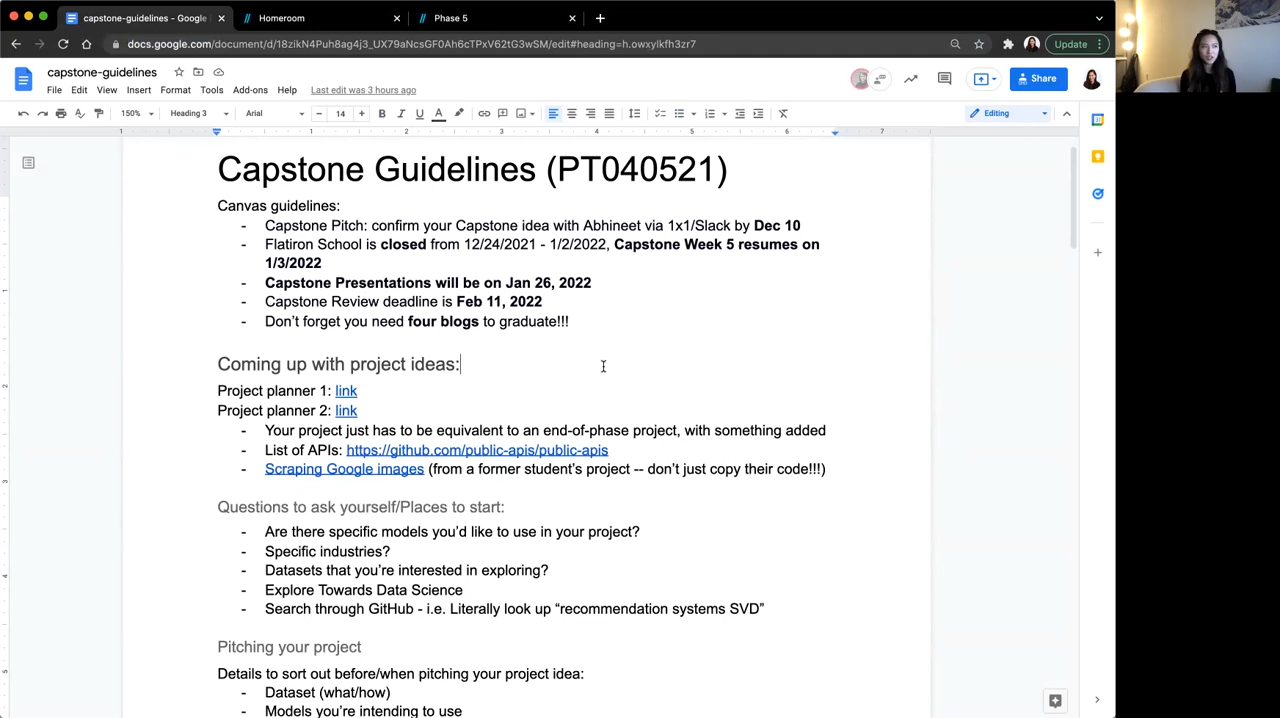 capstone-guidelines - Google
Homeroom
Phase 5
docs.google.com/document/d/18zikN4Puh8ag4j3_UX79aNcsGF0Ah6cTPxV62tG3wSM/edit#heading=h.owxylkfh3zr7
Update
capstone-guidelines
File Edit View Insert Format Tools Add-ons Help Last edit was 3 hours ago
Share
150% Heading 3 Arial 14 Editing
1 1 2 3 4 5 6 7
Capstone Guidelines (PT040521)
Canvas guidelines:
- Capstone Pitch: confirm your Capstone idea with Abhineet via 1x1/Slack by Dec 10
- Flatiron School is closed from 12/24/2021 - 1/2/2022, Capstone Week 5 resumes on
1/3/2022
- Capstone Presentations will be on Jan 26, 2022
- Capstone Review deadline is Feb 11, 2022
- Don't forget you need four blogs to graduate!!!
Coming up with project ideas:
Project planner 1: link
Project planner 2: link
- Your project just has to be equivalent to an end-of-phase project, with something added
- List of APIs: https://github.com/public-apis/public-apis
- Scraping Google images (from a former student's project -- don't just copy their code!!!)
Questions to ask yourself/Places to start:
- Are there specific models you'd like to use in your project?
- Specific industries?
- Datasets that you're interested in exploring?
- Explore Towards Data Science
- Search through GitHub - i.e. Literally look up "recommendation systems SVD"
Pitching your project
Details to sort out before/when pitching your project idea:
- Dataset (what/how)
- Models you're intending to use